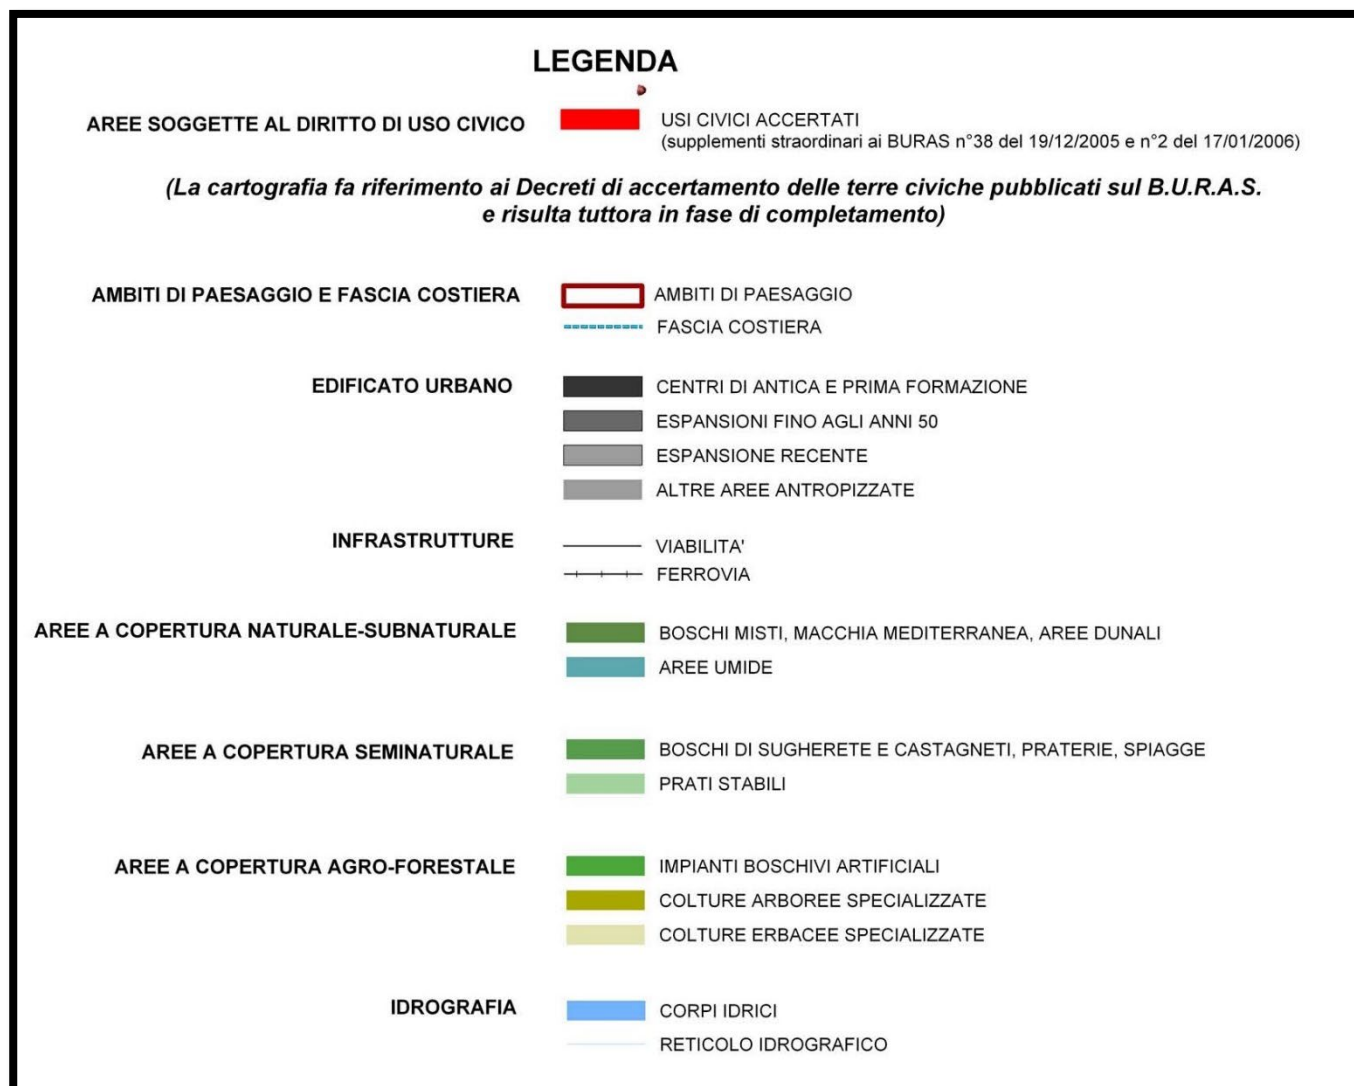 LEGENDA
AREE SOGGETTE AL DIRITTO DI USO CIVICO
USI CIVICI ACCERTATI
(supplementi straordinari ai BURAS n°38 del 19/12/2005 e n°2 del 17/01/2006)
(La cartografia fa riferimento ai Decreti di accertamento delle terre civiche pubblicati sul B.U.R.A.S.
e risulta tuttora in fase di completamento)
AMBITI DI PAESAGGIO E FASCIA COSTIERA
AMBITI DI PAESAGGIO
FASCIA COSTIERA
EDIFICATO URBANO
CENTRI DI ANTICA E PRIMA FORMAZIONE
ESPANSIONI FINO AGLI ANNI 50
ESPANSIONE RECENTE
ALTRE AREE ANTROPIZZATE
INFRASTRUTTURE
VIABILITA'
FERROVIA
AREE A COPERTURA NATURALE-SUBNATURALE
BOSCHI MISTI, MACCHIA MEDITERRANEA, AREE DUNALI
AREE UMIDE
AREE A COPERTURA SEMINATURALE
BOSCHI DI SUGHERETE E CASTAGNETI, PRATERIE, SPIAGGE
PRATI STABILI
AREE A COPERTURA AGRO-FORESTALE
IMPIANTI BOSCHIVI ARTIFICIALI
COLTURE ARBOREE SPECIALIZZATE
COLTURE ERBACEE SPECIALIZZATE
IDROGRAFIA
CORPI IDRICI
RETICOLO IDROGRAFICO